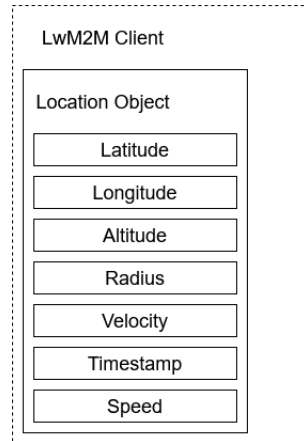 LwM2M Client
Location Object
Latitude
Longitude
Altitude
Radius
Velocity
Timestamp
Speed